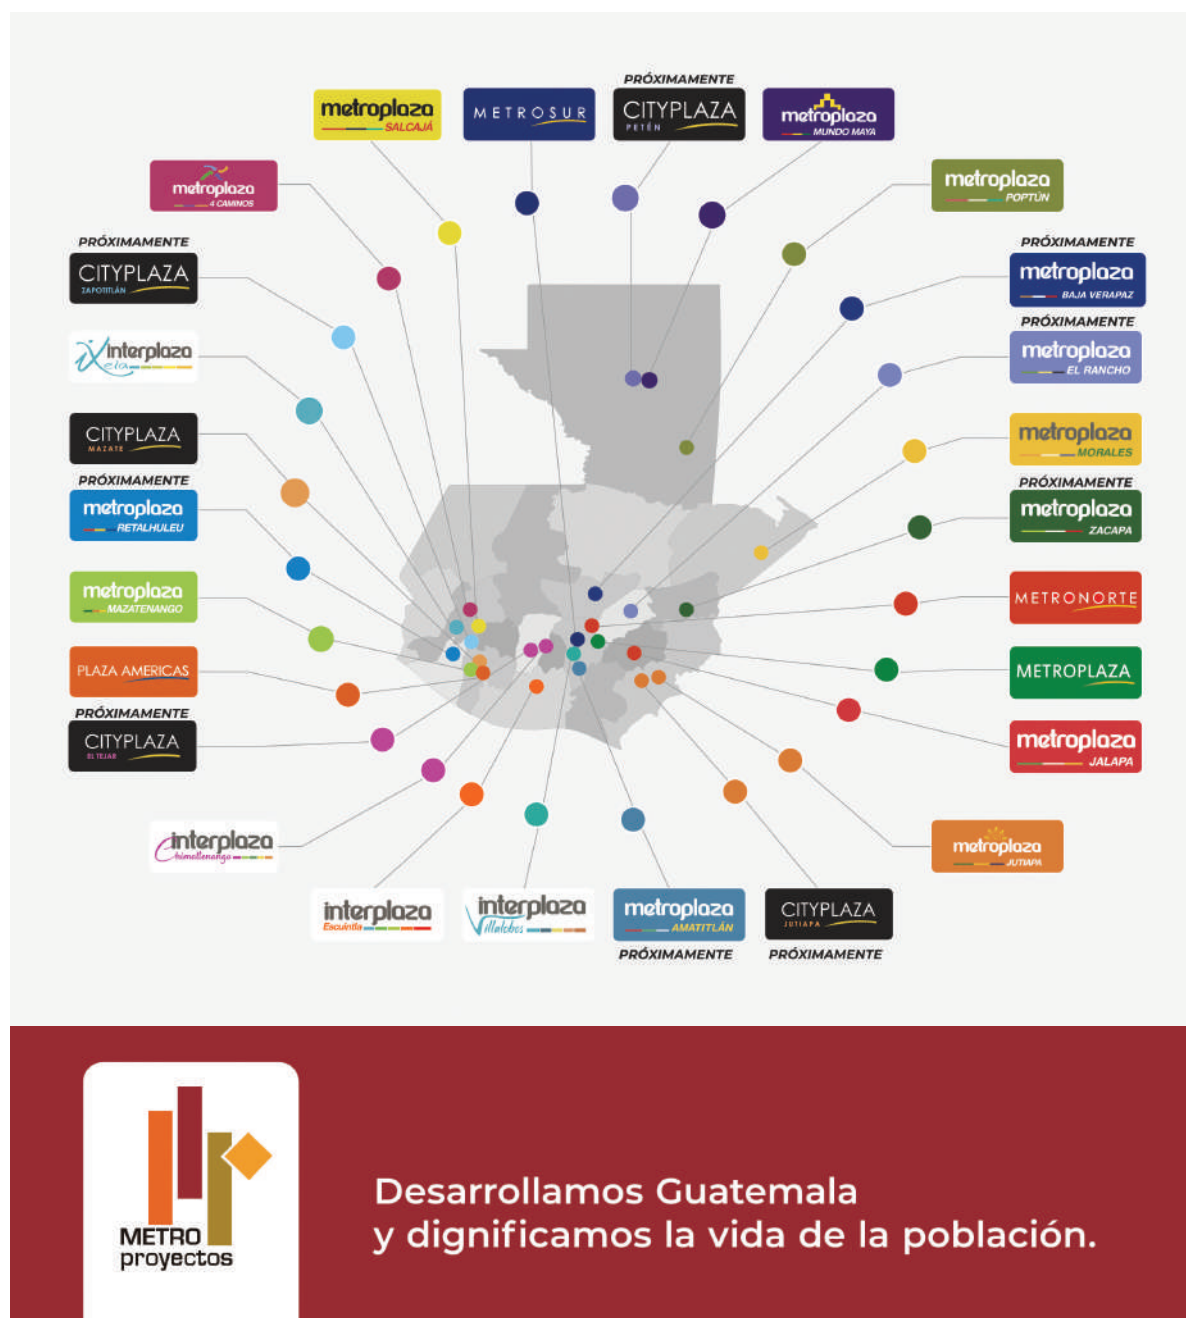 PRÓXIMAMENTE
metroplaza
SALCAJÁ
METROSUR
CITYPLAZA
PETÉN
metroplaza
MUNDO MAYA
metroplaza
4 CAMINOS
metroplaza
POPTÚN
PRÓXIMAMENTE
CITYPLAZA
ZAPOTITLÁN
PRÓXIMAMENTE
metroplaza
BAJA VERAPAZ
interplaza
Xela
PRÓXIMAMENTE
metroplaza
EL RANCHO
CITYPLAZA
MAZATE
metroplaza
MORALES
PRÓXIMAMENTE
metroplaza
RETALHULEU
PRÓXIMAMENTE
metroplaza
ZACAPA
metroplaza
MAZATENANGO
METRONORTE
PLAZA AMERICAS
METROPLAZA
PRÓXIMAMENTE
CITYPLAZA
EL TEJAR
metroplaza
JALAPA
interplaza
Chimaltenango
metroplaza
JUTIAPA
interplaza
Escuintla
interplaza
Villalobos
metroplaza
AMATITLÁN
PRÓXIMAMENTE
CITYPLAZA
JUTIAPA
PRÓXIMAMENTE
METRO
proyectos
Desarrollamos Guatemala
y dignificamos la vida de la población.